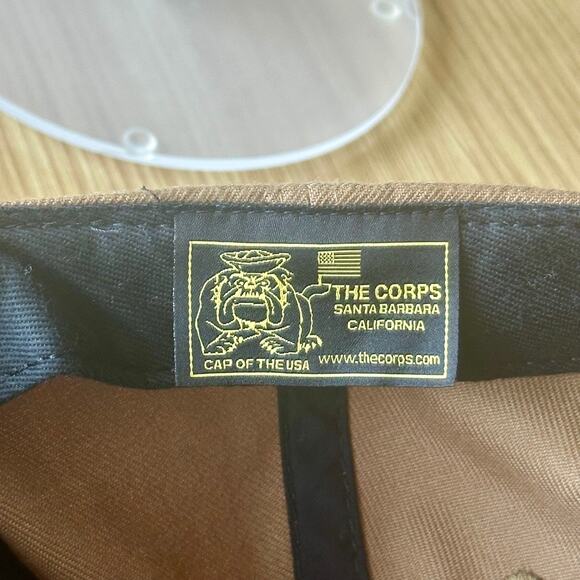 THE CORPS
SANTA BARBARA
CALIFORNIA
CAP OF THE USA
www.thecorps.com